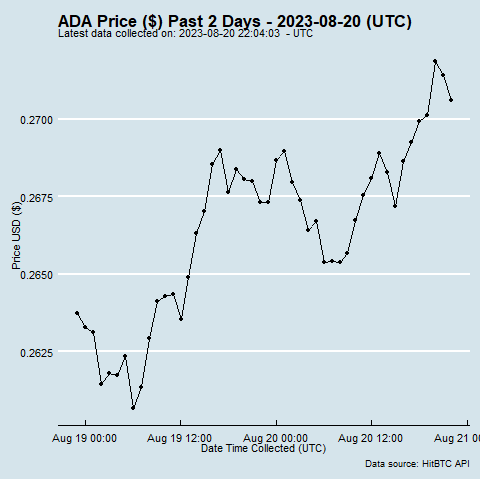 ADA Price ($) Past 2 Days - 2023-08-20 (UTC)
Latest data collected on: 2023-08-20 22:04:03 - UTC
0.2700
0.2675
0.2650
0.2625
Price USD ($)
Aug 19 00:00 Aug 19 12:00 Aug 20 00:00 Aug 20 12:00 Aug 21 0
Date Time Collected (UTC)
Data source: HitBTC API